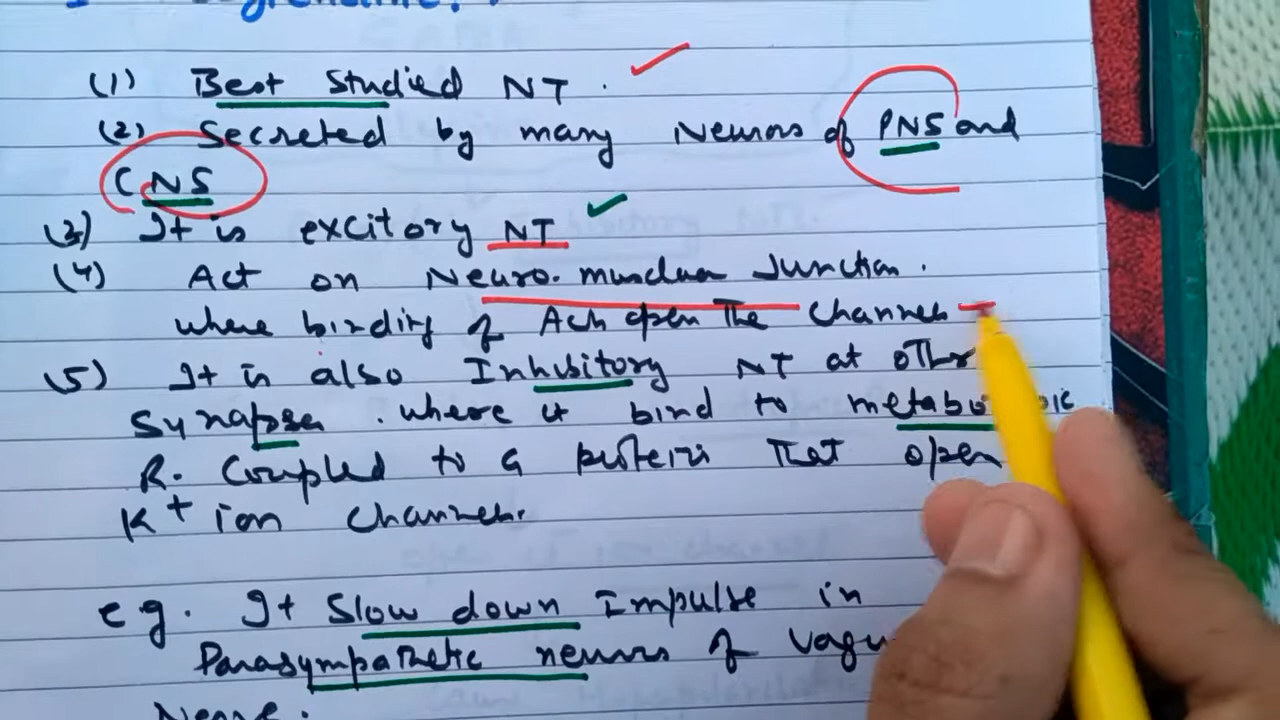 (1) Best Studied NT.
(2) Secreted by many Neurons of PNS and
CNS
(3) It is excitory NT
(4) Act on Neuro. muscular Junction.
where binding of Ach open The Channel
(5) It is also Inhibitory NT at other
Synapse. where it bind to
R. Coupled to G protein That open
K+ ion Channel.
eg. It Slow down Impulse in
Parasympathetic neurons of
Nerve.